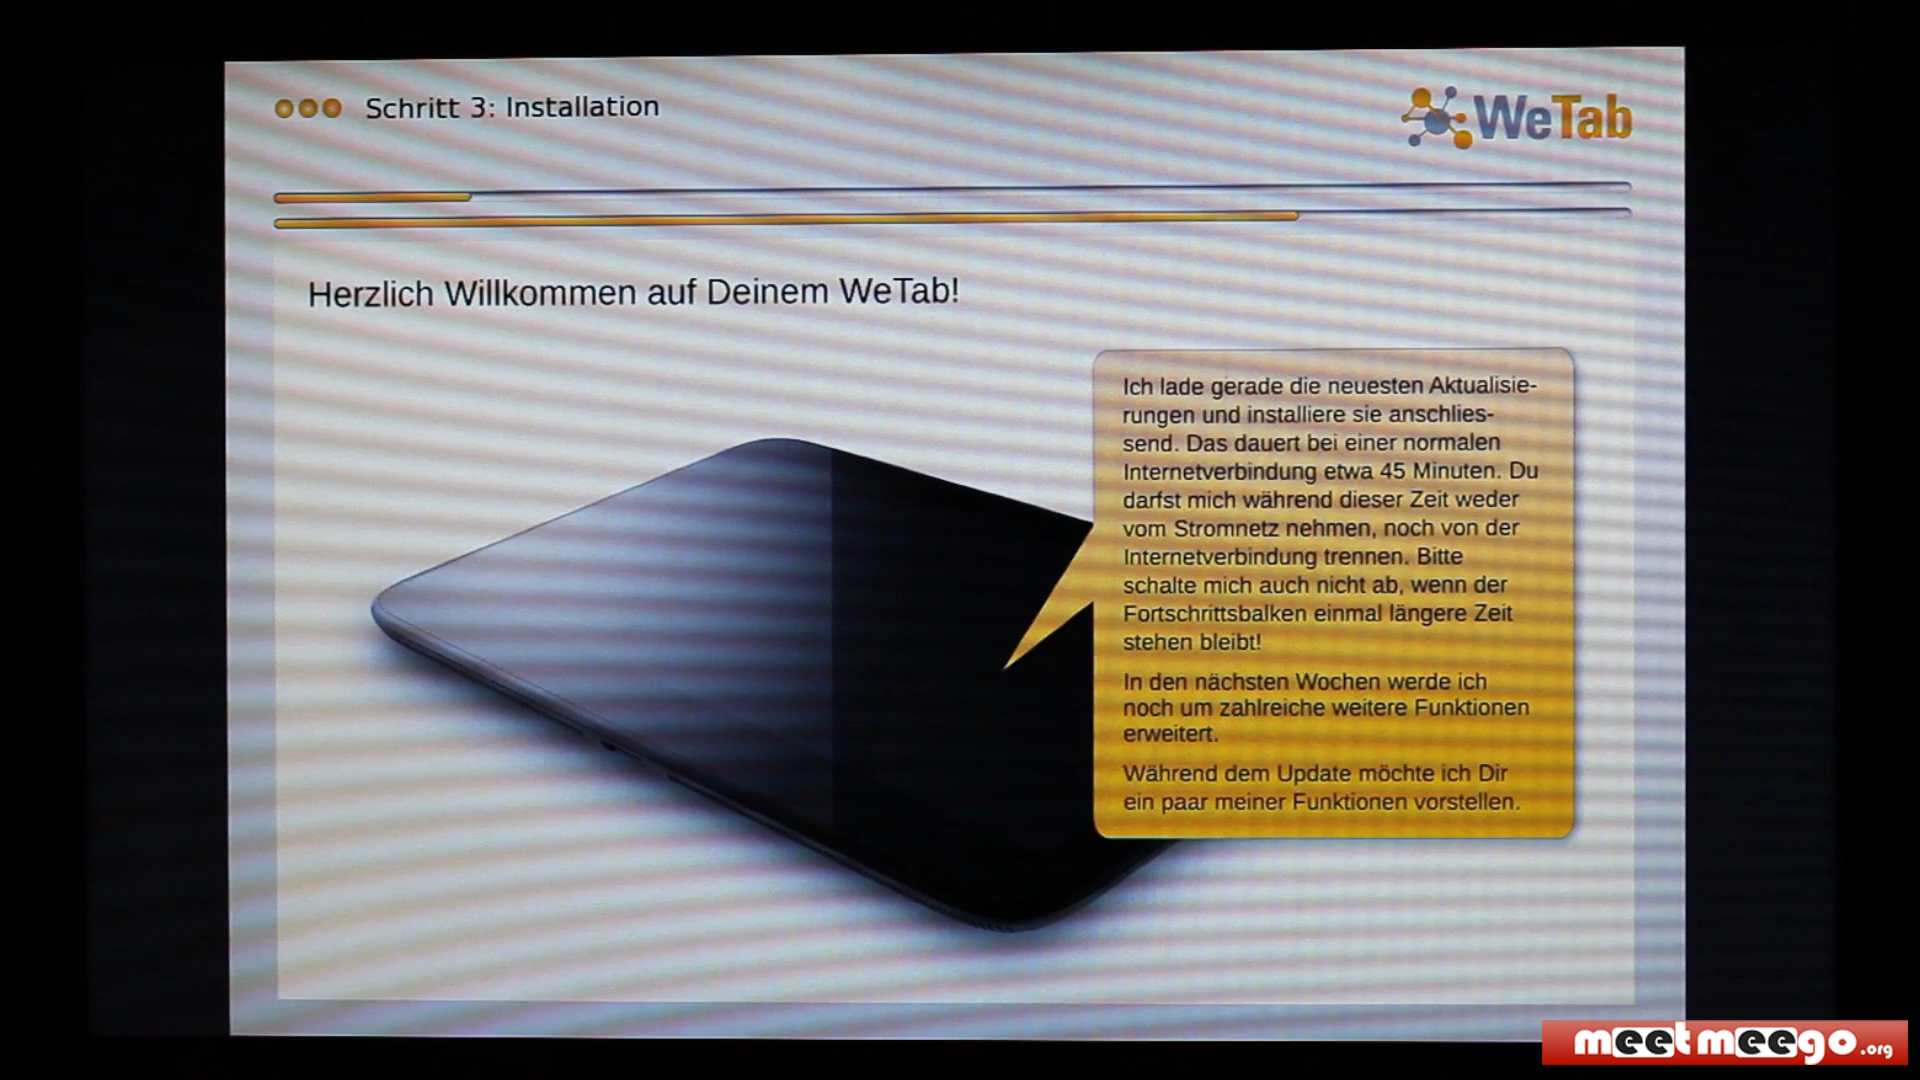 Schritt 3: Installation
WeTab
Herzlich Willkommen auf Deinem WeTab!
Ich lade gerade die neuesten Aktualisie-
rungen und installiere sie anschlies-
send. Das dauert bei einer normalen
Internetverbindung etwa 45 Minuten. Du
darfst mich während dieser Zeit weder
vom Stromnetz nehmen, noch von der
Internetverbindung trennen. Bitte
schalte mich auch nicht ab, wenn der
Fortschrittsbalken einmal längere Zeit
stehen bleibt!
In den nächsten Wochen werde ich
noch um zahlreiche weitere Funktionen
erweitert.
Während dem Update möchte ich Dir
ein paar meiner Funktionen vorstellen.
meetmeego.org